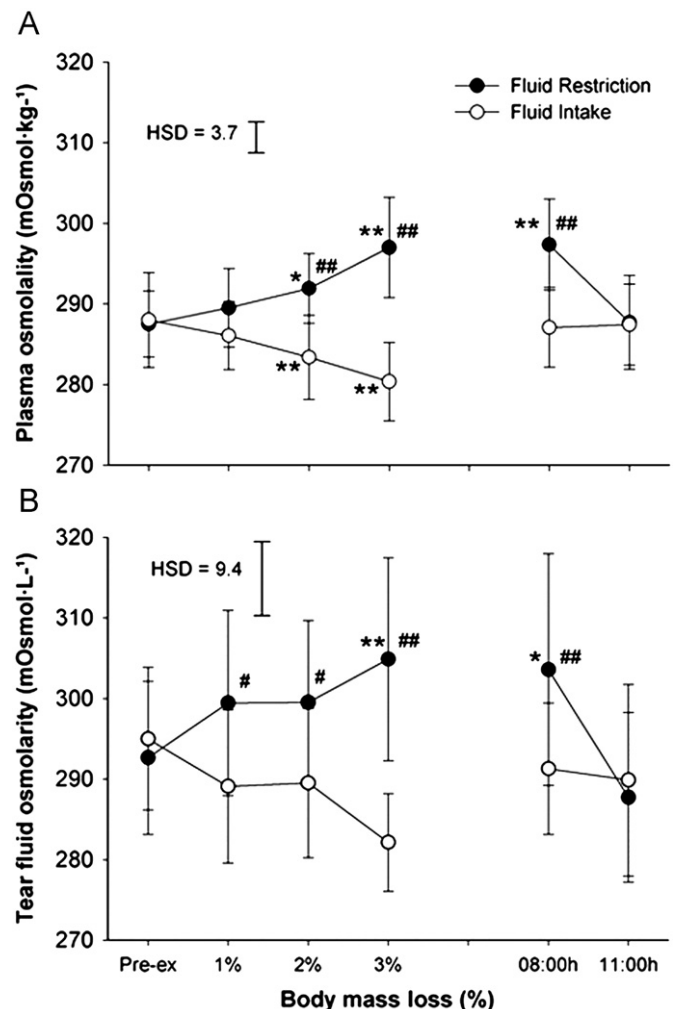 A
Plasma osmolality (mOsmol·kg-¹)
320
310
300
290
280
270
HSD = 3.7
Fluid Restriction
Fluid Intake
** ##
* ##
** ##
**
**
B
Tear fluid osmolarity (mOsmol·L-¹)
320
310
300
290
280
270
HSD = 9.4
** ##
* ##
# #
Pre-ex 1% 2% 3% 08:00h 11:00h
Body mass loss (%)